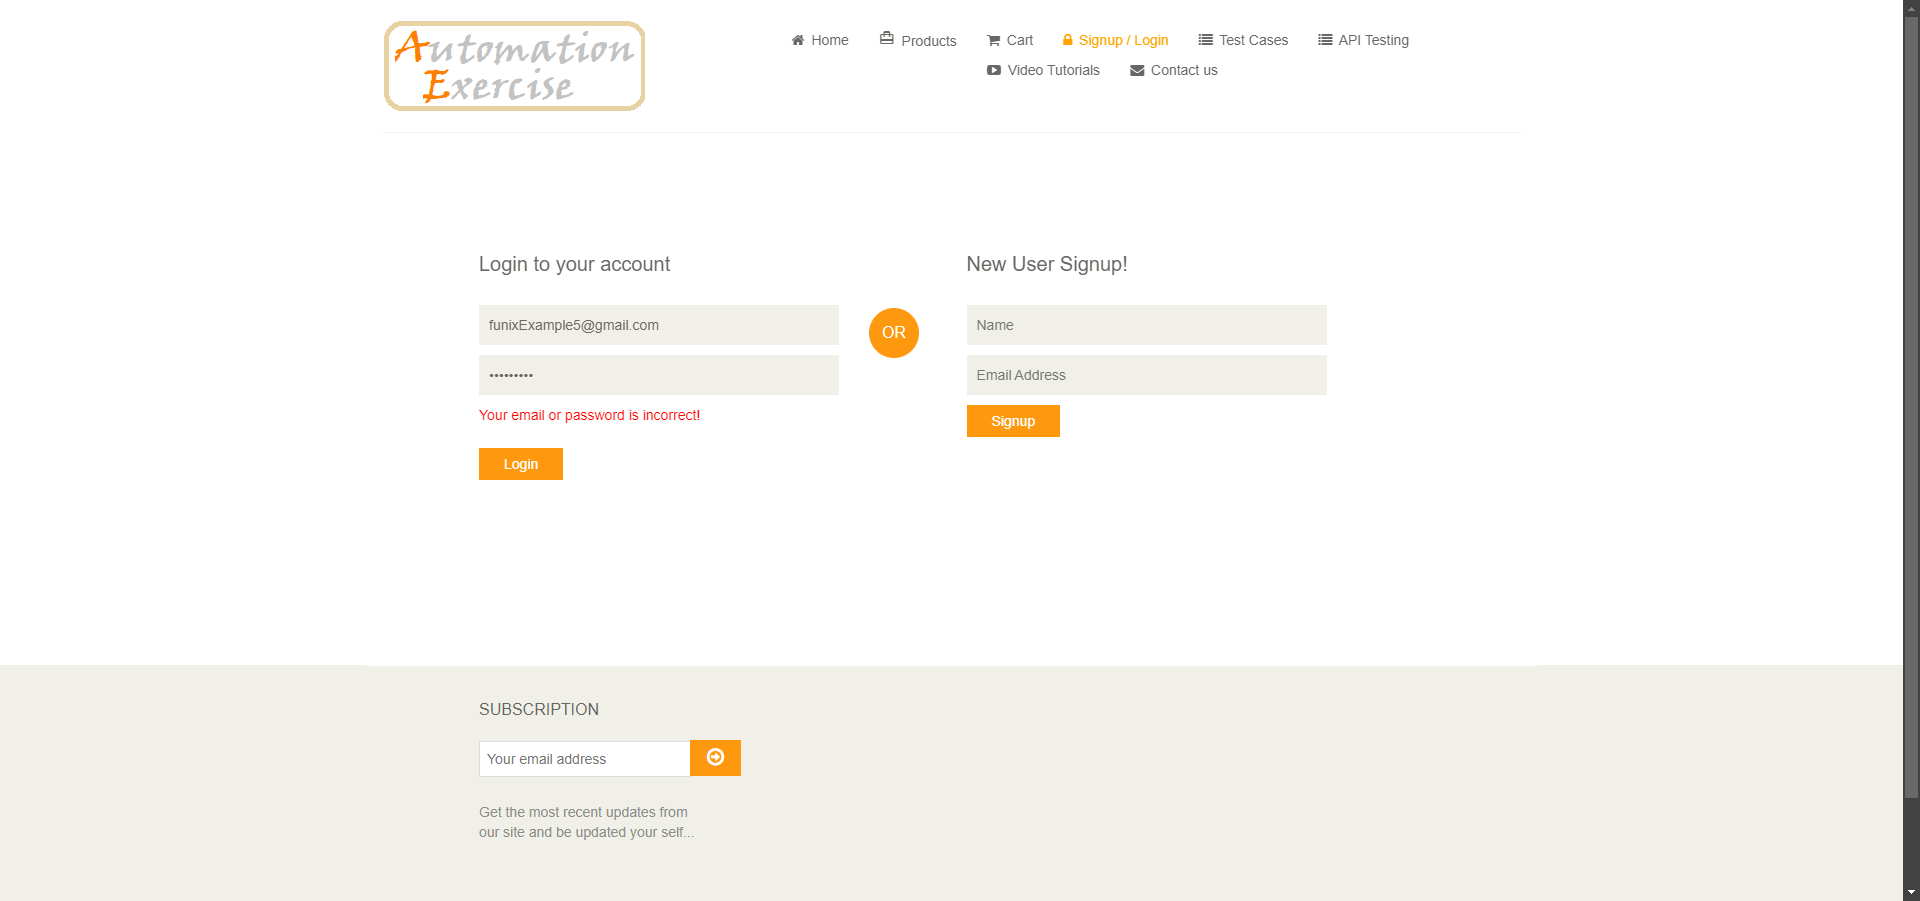 Automation
Exercise
Home
Products
Cart
Signup / Login
Test Cases
API Testing
Video Tutorials
Contact us
Login to your account
funixExample5@gmail.com
•••••••••
Your email or password is incorrect!
Login
OR
New User Signup!
Name
Email Address
Signup
SUBSCRIPTION
Your email address
Get the most recent updates from
our site and be updated your self...